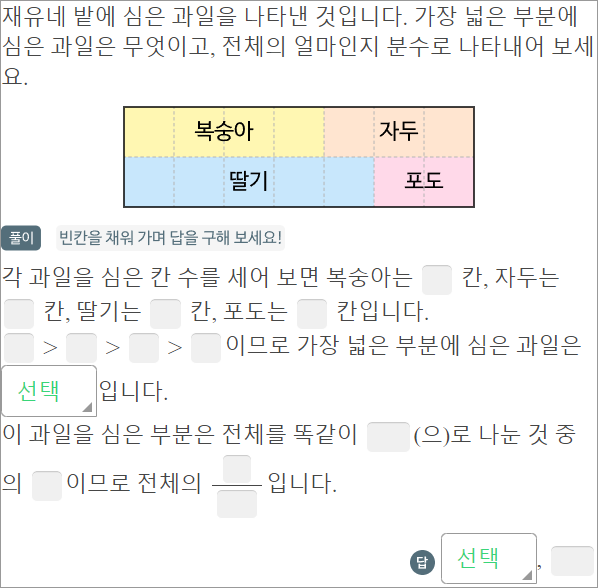 재유네 밭에 심은 과일을 나타낸 것입니다. 가장 넓은 부분에
심은 과일은 무엇이고, 전체의 얼마인지 분수로 나타내어 보세
요.
복숭아 자두
딸기 포도
풀이 빈칸을 채워 가며 답을 구해 보세요!
각 과일을 심은 칸 수를 세어 보면 복숭아는 칸, 자두는
칸, 딸기는 칸, 포도는 칸입니다.
> > > 이므로 가장 넓은 부분에 심은 과일은
선택 입니다.
이 과일을 심은 부분은 전체를 똑같이 (으)로 나눈 것 중
의 이므로 전체의 입니다.
답 선택 ,